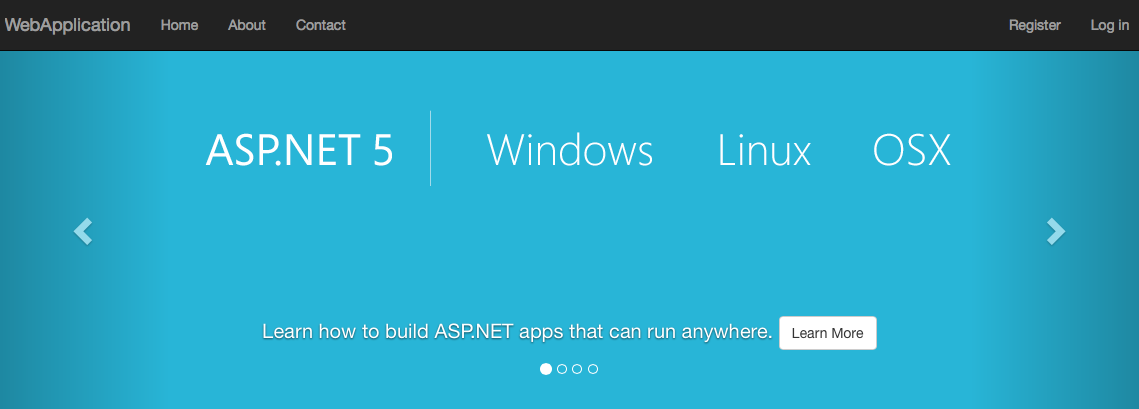 WebApplication Home About Contact Register Log in
ASP.NET 5 Windows Linux OSX
Learn how to build ASP.NET apps that can run anywhere. Learn More